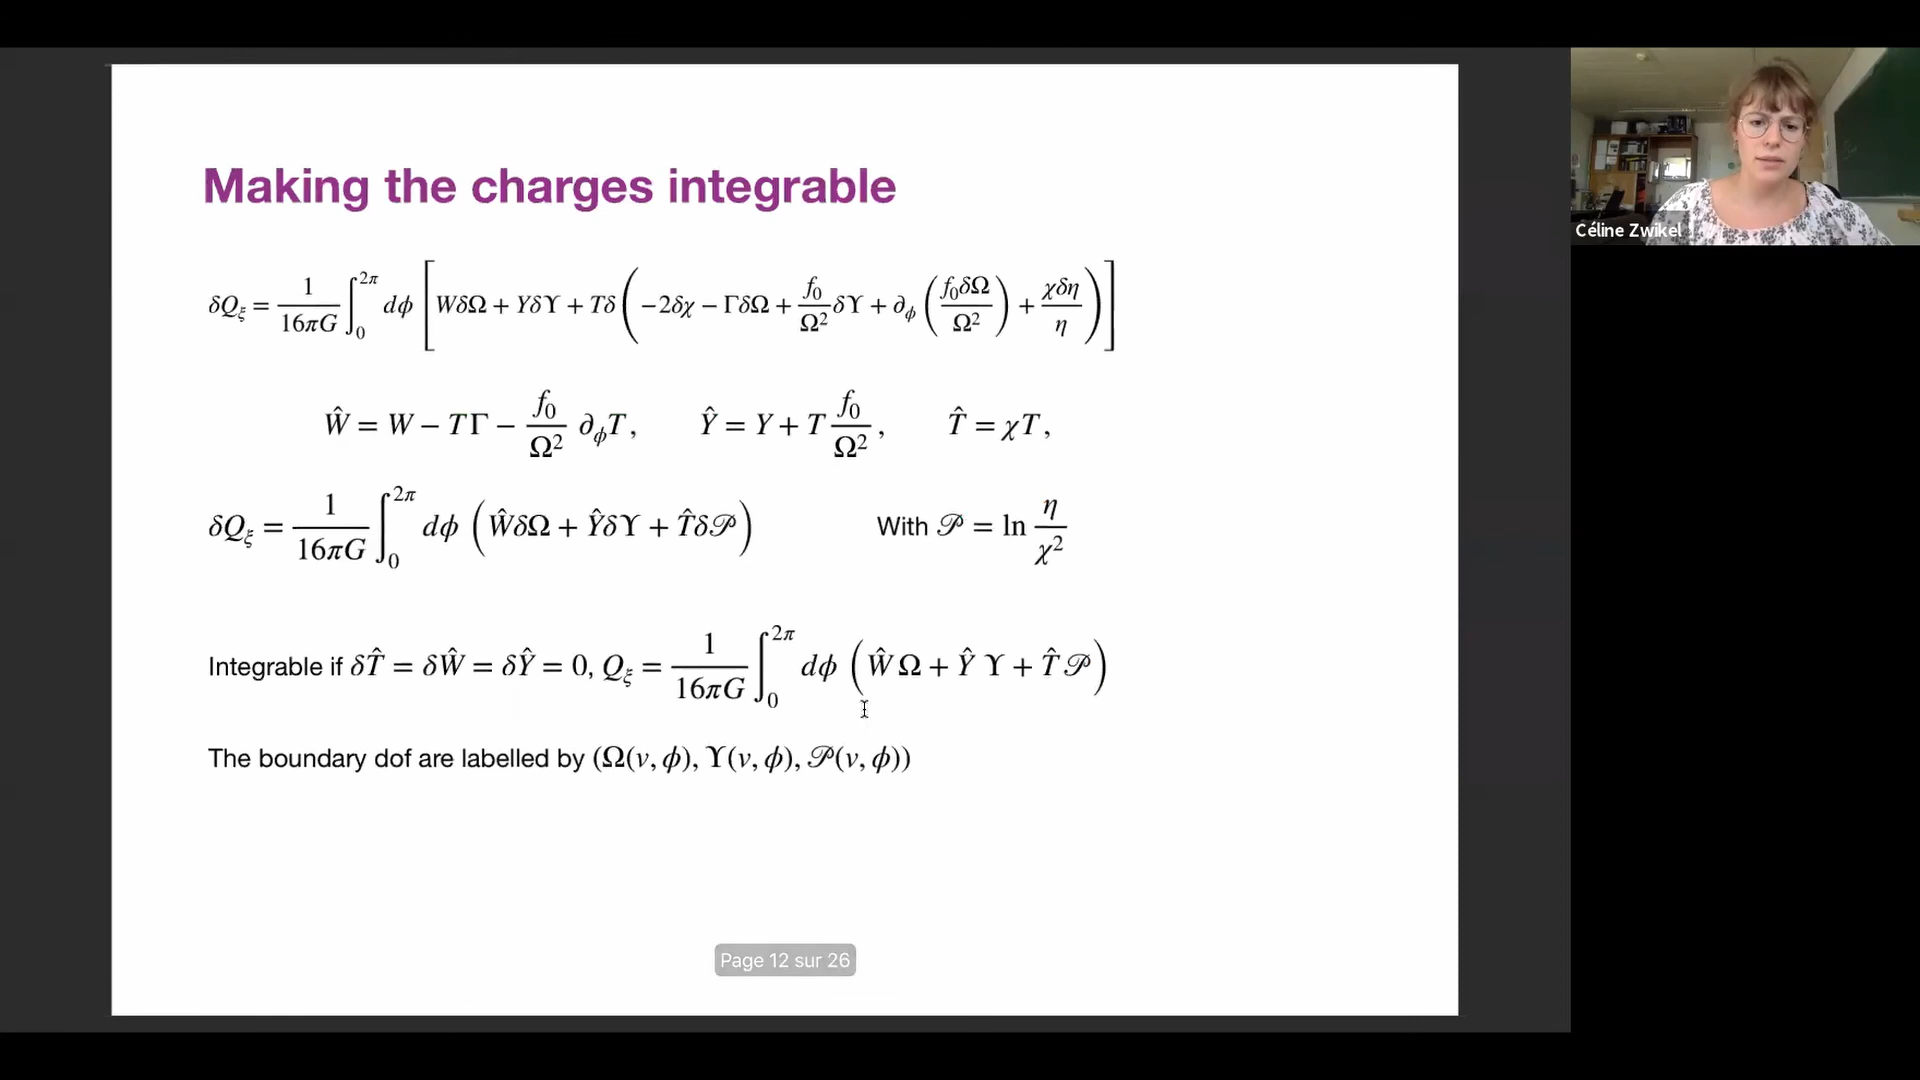 Making the charges integrable
δQ_ξ = 1/(16πG) ∫_0^{2π} dϕ [ WδΩ + YδΥ + Tδ ( −2δχ − ΓδΩ + f_0/Ω² δΥ + ∂_ϕ ( f_0δΩ/Ω² ) + χδη/η ) ]
Ŵ = W − TΓ − f_0/Ω² ∂_ϕT, Ŷ = Y + T f_0/Ω², T̂ = χT,
δQ_ξ = 1/(16πG) ∫_0^{2π} dϕ ( ŴδΩ + ŶδΥ + T̂δ𝒫 ) With 𝒫 = ln η/χ²
Integrable if δT̂ = δŴ = δŶ = 0, Q_ξ = 1/(16πG) ∫_0^{2π} dϕ ( Ŵ Ω + Ŷ Υ + T̂ 𝒫 )
The boundary dof are labelled by (Ω(v, ϕ), Υ(v, ϕ), 𝒫(v, ϕ))
Page 12 sur 26
Céline Zwikel